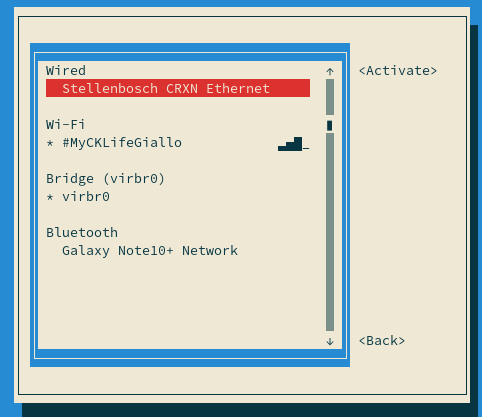 Wired
Stellenbosch CRXN Ethernet
<Activate>
Wi-Fi
* #MyCKLifeGiallo
Bridge (virbr0)
* virbr0
Bluetooth
Galaxy Note10+ Network
<Back>